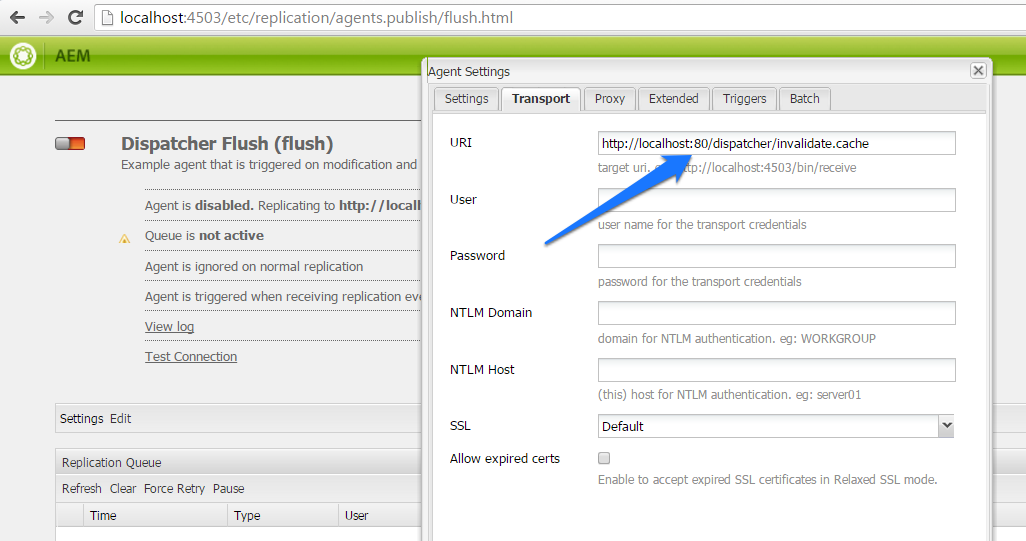 localhost:4503/etc/replication/agents.publish/flush.html
AEM
Agent Settings
Settings Transport Proxy Extended Triggers Batch
Dispatcher Flush (flush)
Example agent that is triggered on modification and
Agent is disabled. Replicating to http://locall
Queue is not active
Agent is ignored on normal replication
Agent is triggered when receiving replication eve
View log
Test Connection
Settings Edit
Replication Queue
Refresh Clear Force Retry Pause
Time Type User
URI
http://localhost:80/dispatcher/invalidate.cache
target uri. http://localhost:4503/bin/receive
User
user name for the transport credentials
Password
password for the transport credentials
NTLM Domain
domain for NTLM authentication. eg: WORKGROUP
NTLM Host
(this) host for NTLM authentication. eg: server01
SSL
Default
Allow expired certs
Enable to accept expired SSL certificates in Relaxed SSL mode.